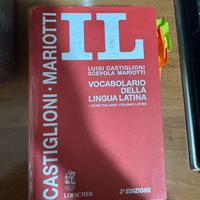 CASTIGLIONI · MARIOTTI
IL
LUIGI CASTIGLIONI
SCEVOLA MARIOTTI
VOCABOLARIO
DELLA
LINGUA LATINA
LATINO-ITALIANO • ITALIANO-LATINO
LOESCHER
3ª EDIZIONE